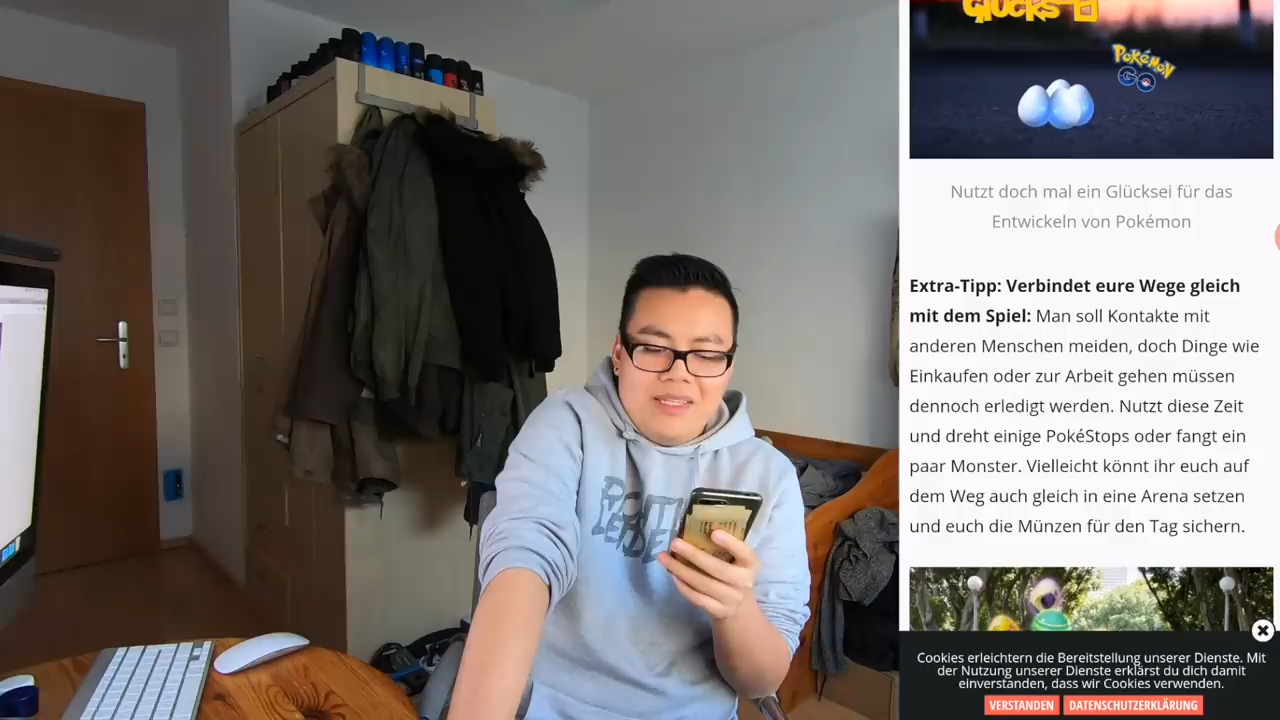 GLÜCKS
POKÉMON
GO
Nutzt doch mal ein Glücksei für das
Entwickeln von Pokémon
Extra-Tipp: Verbindet eure Wege gleich
mit dem Spiel: Man soll Kontakte mit
anderen Menschen meiden, doch Dinge wie
Einkaufen oder zur Arbeit gehen müssen
dennoch erledigt werden. Nutzt diese Zeit
und dreht einige PokéStops oder fangt ein
paar Monster. Vielleicht könnt ihr euch auf
dem Weg auch gleich in eine Arena setzen
und euch die Münzen für den Tag sichern.
Cookies erleichtern die Bereitstellung unserer Dienste. Mit
der Nutzung unserer Dienste erklärst du dich damit
einverstanden, dass wir Cookies verwenden.
VERSTANDEN DATENSCHUTZERKLÄRUNG